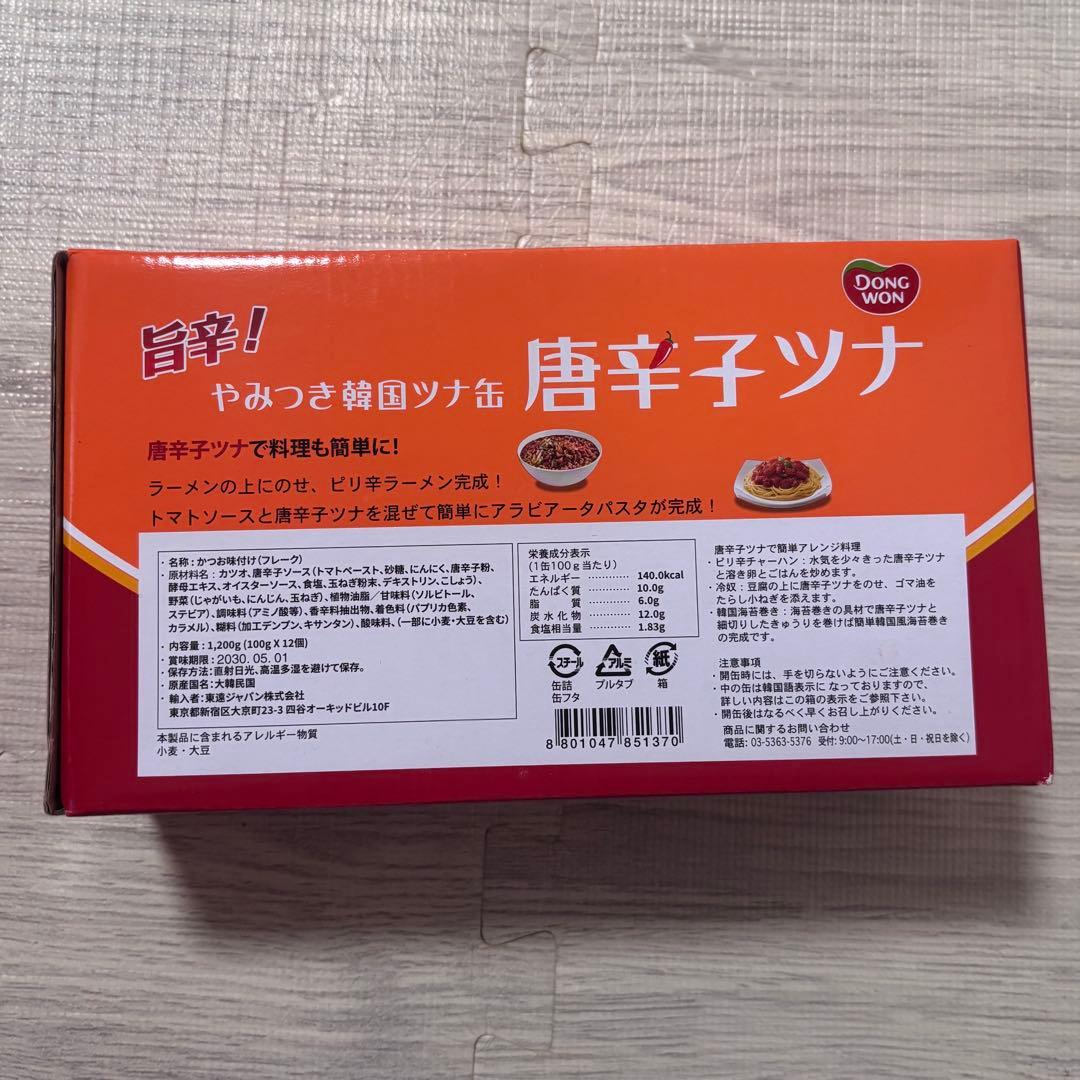 DONG
WON
旨辛!
やみつき韓国ツナ缶 唐辛子ツナ
唐辛子ツナで料理も簡単に!
ラーメンの上にのせ、ピリ辛ラーメン完成!
トマトソースと唐辛子ツナを混ぜて簡単にアラビアータパスタが完成!
・名称:かつお味付け(フレーク)
・原材料名:カツオ、唐辛子ソース(トマトペースト、砂糖、にんにく、唐辛子粉、
酵母エキス、オイスターソース、食塩、玉ねぎ粉末、デキストリン、こしょう)、
野菜(じゃがいも、にんじん、玉ねぎ)、植物油脂/甘味料(ソルビトール、
ステビア)、調味料(アミノ酸等)、香辛料抽出物、着色料(パプリカ色素、
カラメル)、糊料(加工デンプン、キサンタン)、酸味料、(一部に小麦・大豆を含む)
・内容量:1,200g (100g X 12個)
・賞味期限:2030. 05. 01
・保存方法:直射日光、高温多湿を避けて保存。
・原産国名:大韓民国
・輸入者:東遠ジャパン株式会社
東京都新宿区大京町23-3 四谷オーキッドビル10F
本製品に含まれるアレルギー物質
小麦・大豆
栄養成分表示
(1缶100g当たり)
エネルギー ………… 140.0kcal
たんぱく質 ………… 10.0g
脂 質 ………… 6.0g
炭水化物 ………… 12.0g
食塩相当量 ………… 1.83g
スチール
缶詰
缶フタ
アルミ
プルタブ
紙
箱
8 801047 851370
唐辛子ツナで簡単アレンジ料理
・ピリ辛チャーハン:水気を少々きった唐辛子ツナ
と溶き卵とごはんを炒めます。
・冷奴:豆腐の上に唐辛子ツナをのせ、ゴマ油を
たらし小ねぎを添えます。
・韓国海苔巻き:海苔巻きの具材で唐辛子ツナと
細切りしたきゅうりを巻けば簡単韓国風海苔巻き
の完成です。
注意事項
・開缶時には、手を切らないようにご注意ください。
・中の缶は韓国語表示に なっておりますので、
詳しい内容はこの箱の表示をご参照下さい。
・開缶後はなるべく早くお召し上がりください。
商品に関するお問い合わせ
電話: 03-5363-5376 受付: 9:00〜17:00(土・日・祝日を除く)